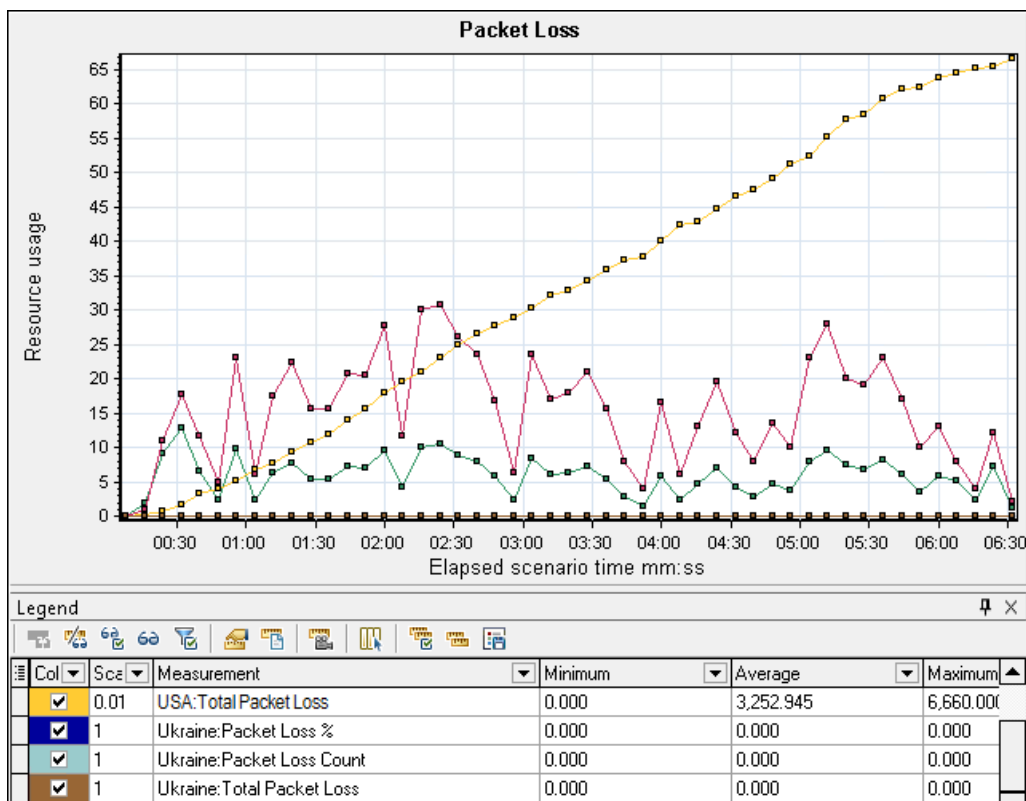 Packet Loss
Resource usage
65
60
55
50
45
40
35
30
25
20
15
10
5
0
00:30 01:00 01:30 02:00 02:30 03:00 03:30 04:00 04:30 05:00 05:30 06:00 06:30
Elapsed scenario time mm:ss
Legend
Col Sca Measurement Minimum Average Maximum
0.01 USA:Total Packet Loss 0.000 3,252.945 6,660.000
1 Ukraine:Packet Loss % 0.000 0.000 0.000
1 Ukraine:Packet Loss Count 0.000 0.000 0.000
1 Ukraine:Total Packet Loss 0.000 0.000 0.000